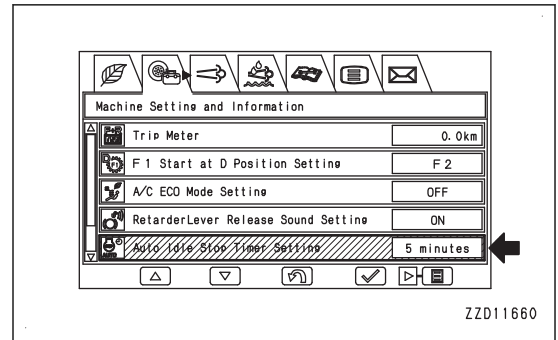 Machine Setting and Information
Trip Meter 0.0km
F1 Start at D Position Setting F2
A/C ECO Mode Setting OFF
RetarderLever Release Sound Setting ON
AUTO Auto Idle Stop Timer Setting 5 minutes
ZZD11660